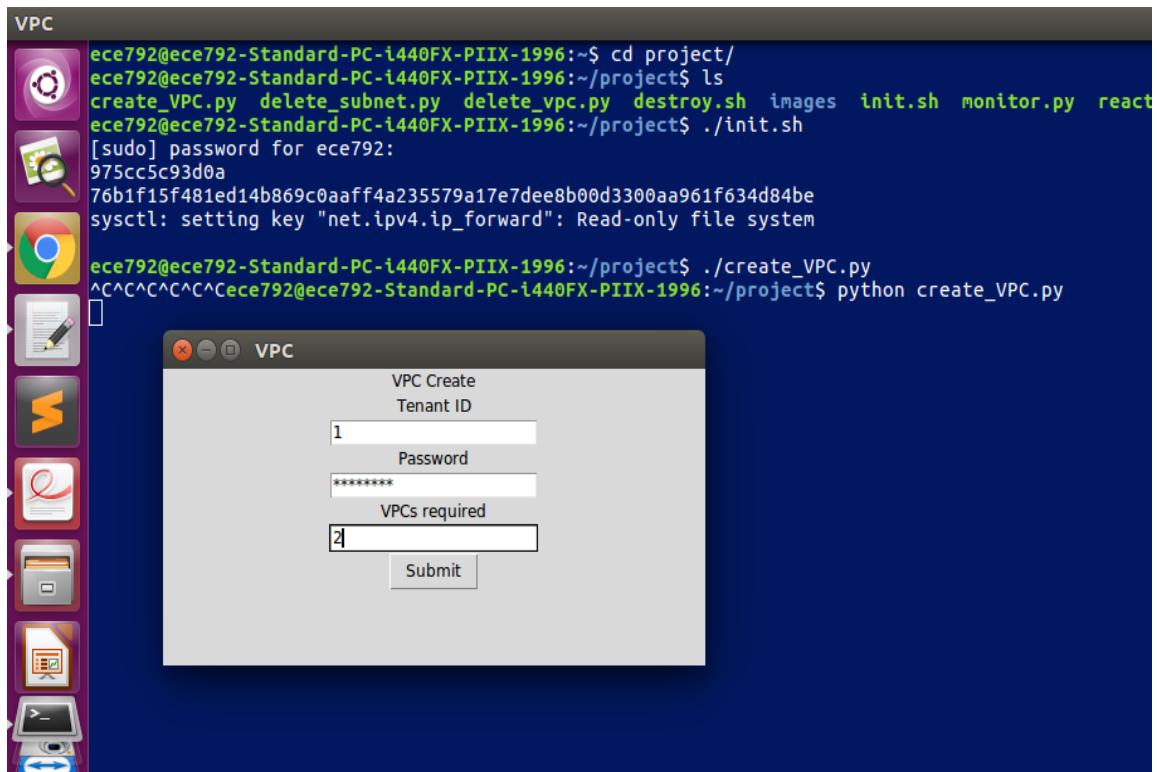 VPC
ece792@ece792-Standard-PC-i440FX-PIIX-1996:~$ cd project/
ece792@ece792-Standard-PC-i440FX-PIIX-1996:~/project$ ls
create_VPC.py delete_subnet.py delete_vpc.py destroy.sh images init.sh monitor.py react
ece792@ece792-Standard-PC-i440FX-PIIX-1996:~/project$ ./init.sh
[sudo] password for ece792:
975cc5c93d0a
76b1f15f481ed14b869c0aaff4a235579a17e7dee8b00d3300aa961f634d84be
sysctl: setting key "net.ipv4.ip_forward": Read-only file system
ece792@ece792-Standard-PC-i440FX-PIIX-1996:~/project$ ./create_VPC.py
^C^C^C^C^C^Cece792@ece792-Standard-PC-i440FX-PIIX-1996:~/project$ python create_VPC.py
VPC
VPC Create
Tenant ID
1
Password
********
VPCs required
2
Submit
>_